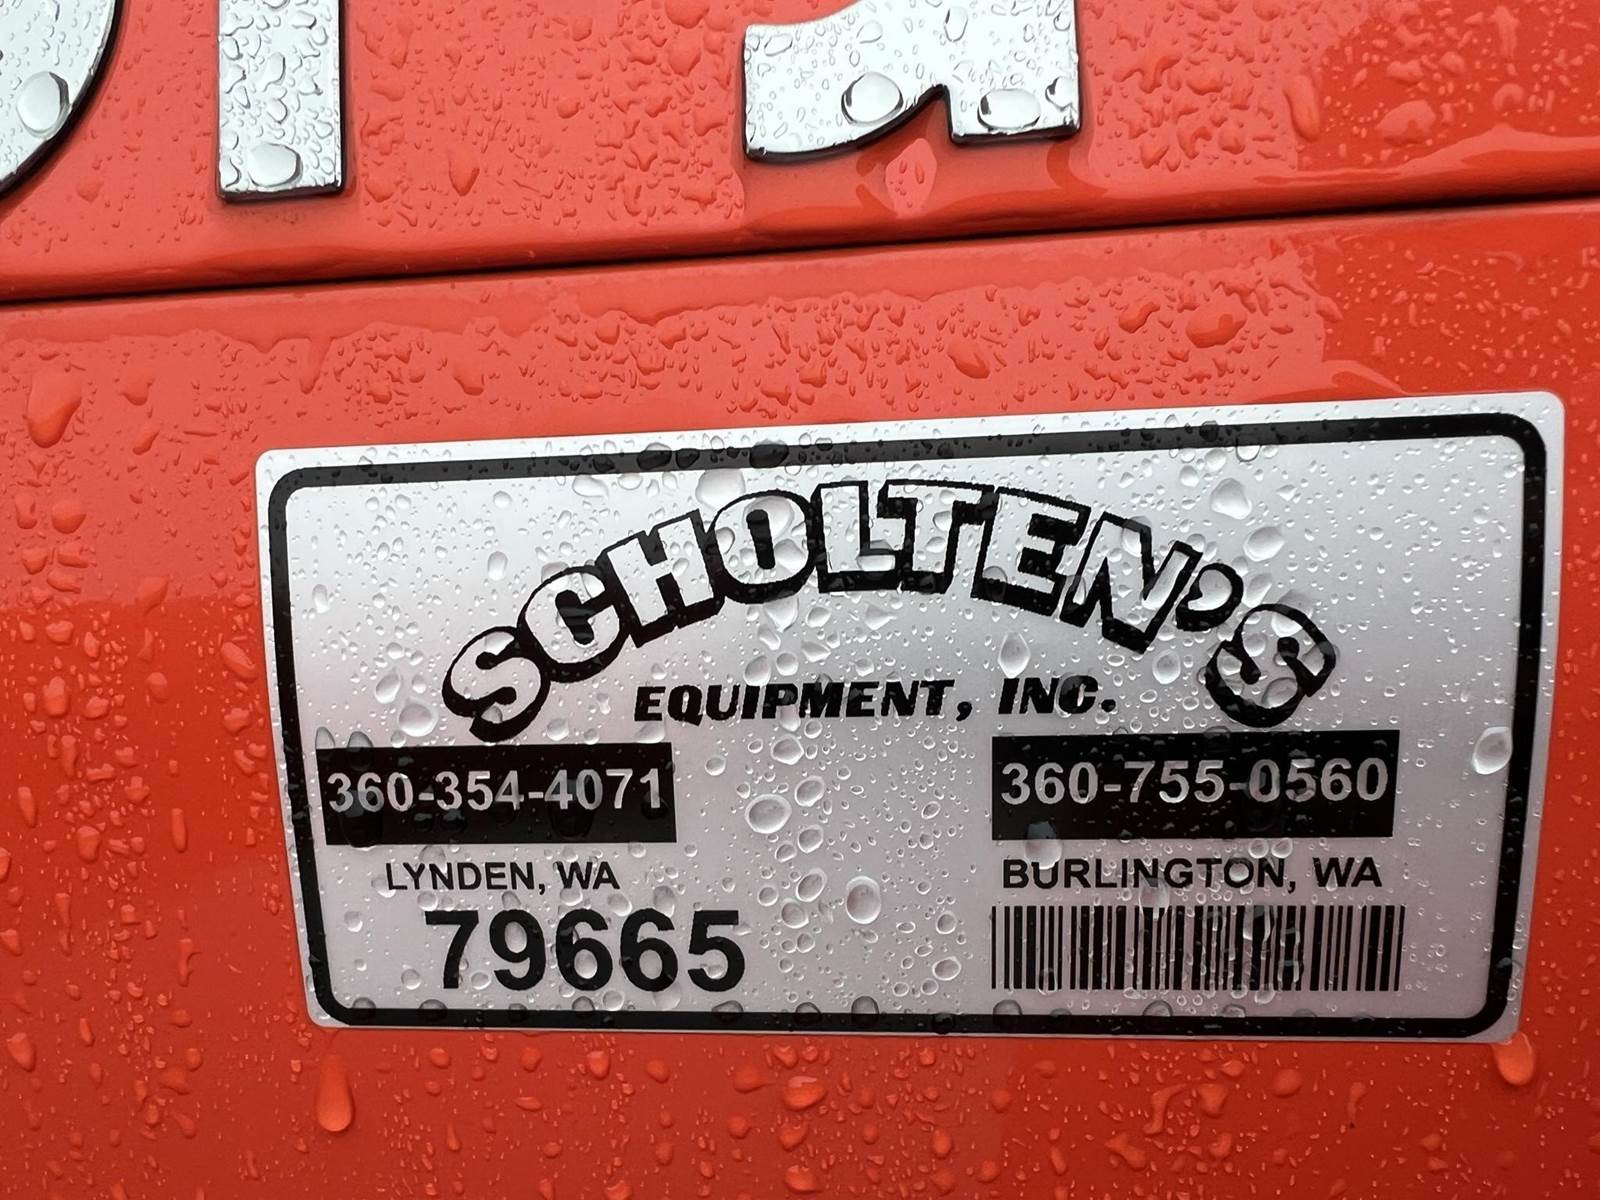 SCHOLTEN'S
EQUIPMENT, INC.
360-354-4071 360-755-0560
LYNDEN, WA BURLINGTON, WA
79665